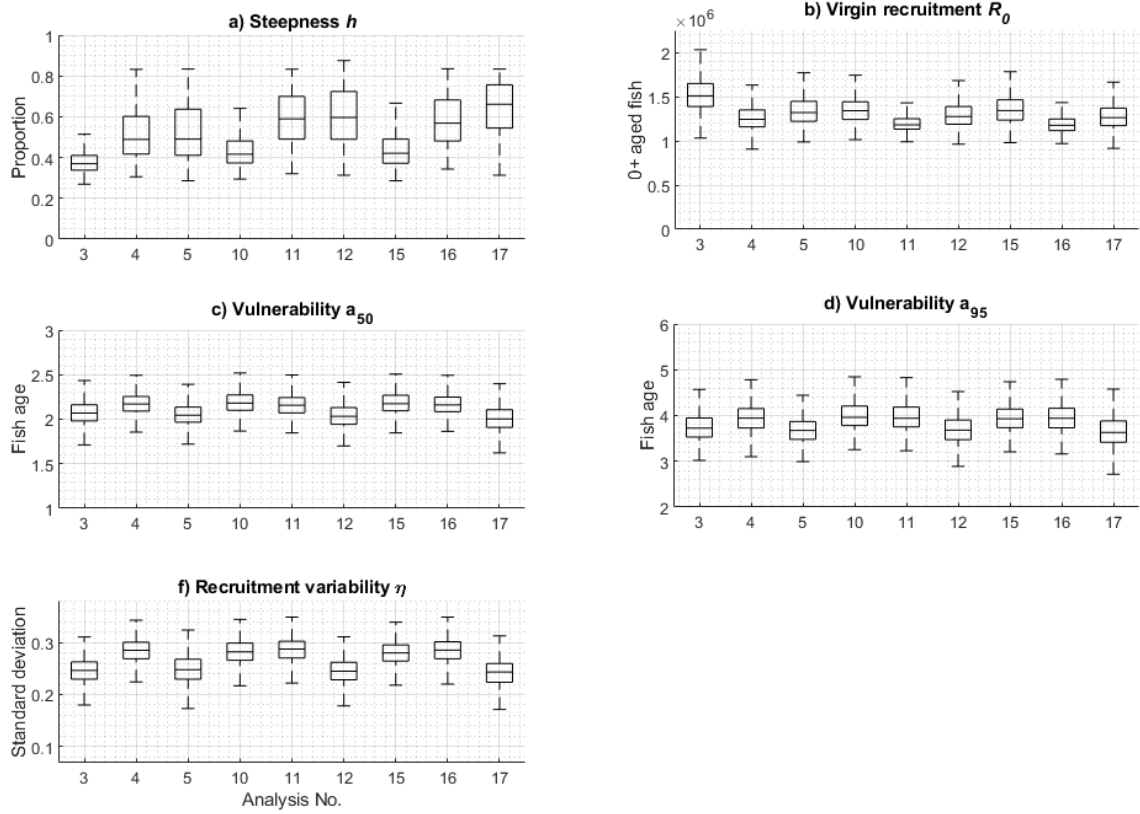 a) Steepness h
Proportion
1
0.8
0.6
0.4
0.2
0
3 4 5 10 11 12 15 16 17
b) Virgin recruitment R0
×10^6
0+ aged fish
2
1.5
1
0.5
0
3 4 5 10 11 12 15 16 17
c) Vulnerability a50
Fish age
3
2.5
2
1.5
1
3 4 5 10 11 12 15 16 17
d) Vulnerability a95
Fish age
6
5
4
3
2
3 4 5 10 11 12 15 16 17
f) Recruitment variability η
Standard deviation
0.3
0.2
0.1
3 4 5 10 11 12 15 16 17
Analysis No.